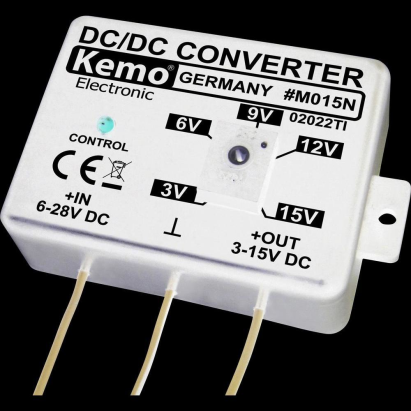 DC/DC CONVERTER
Kemo® GERMANY #M015N
Electronic
02022TI
9V
6V
12V
CONTROL
CE
3V
15V
+IN
6-28V DC
⊥
+OUT
3-15V DC